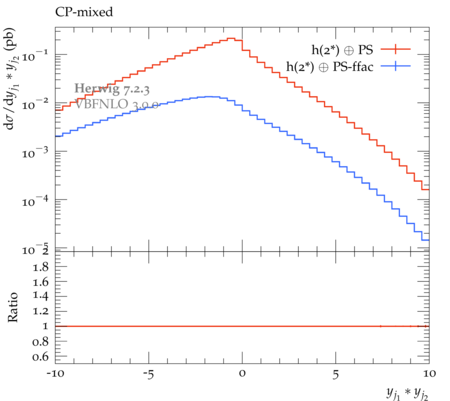 CP-mixed
dσ/dy_{j_1} * y_{j_2} (pb)
h(2*) ⊕ PS
h(2*) ⊕ PS-ffac
Herwig 7.2.3
VBFNLO 3.0.0
10^{-1}
10^{-2}
10^{-3}
10^{-4}
10^{-5}
Ratio
2
1.8
1.6
1.4
1.2
1
0.8
0.6
-10 -5 0 5 10
y_{j_1} * y_{j_2}